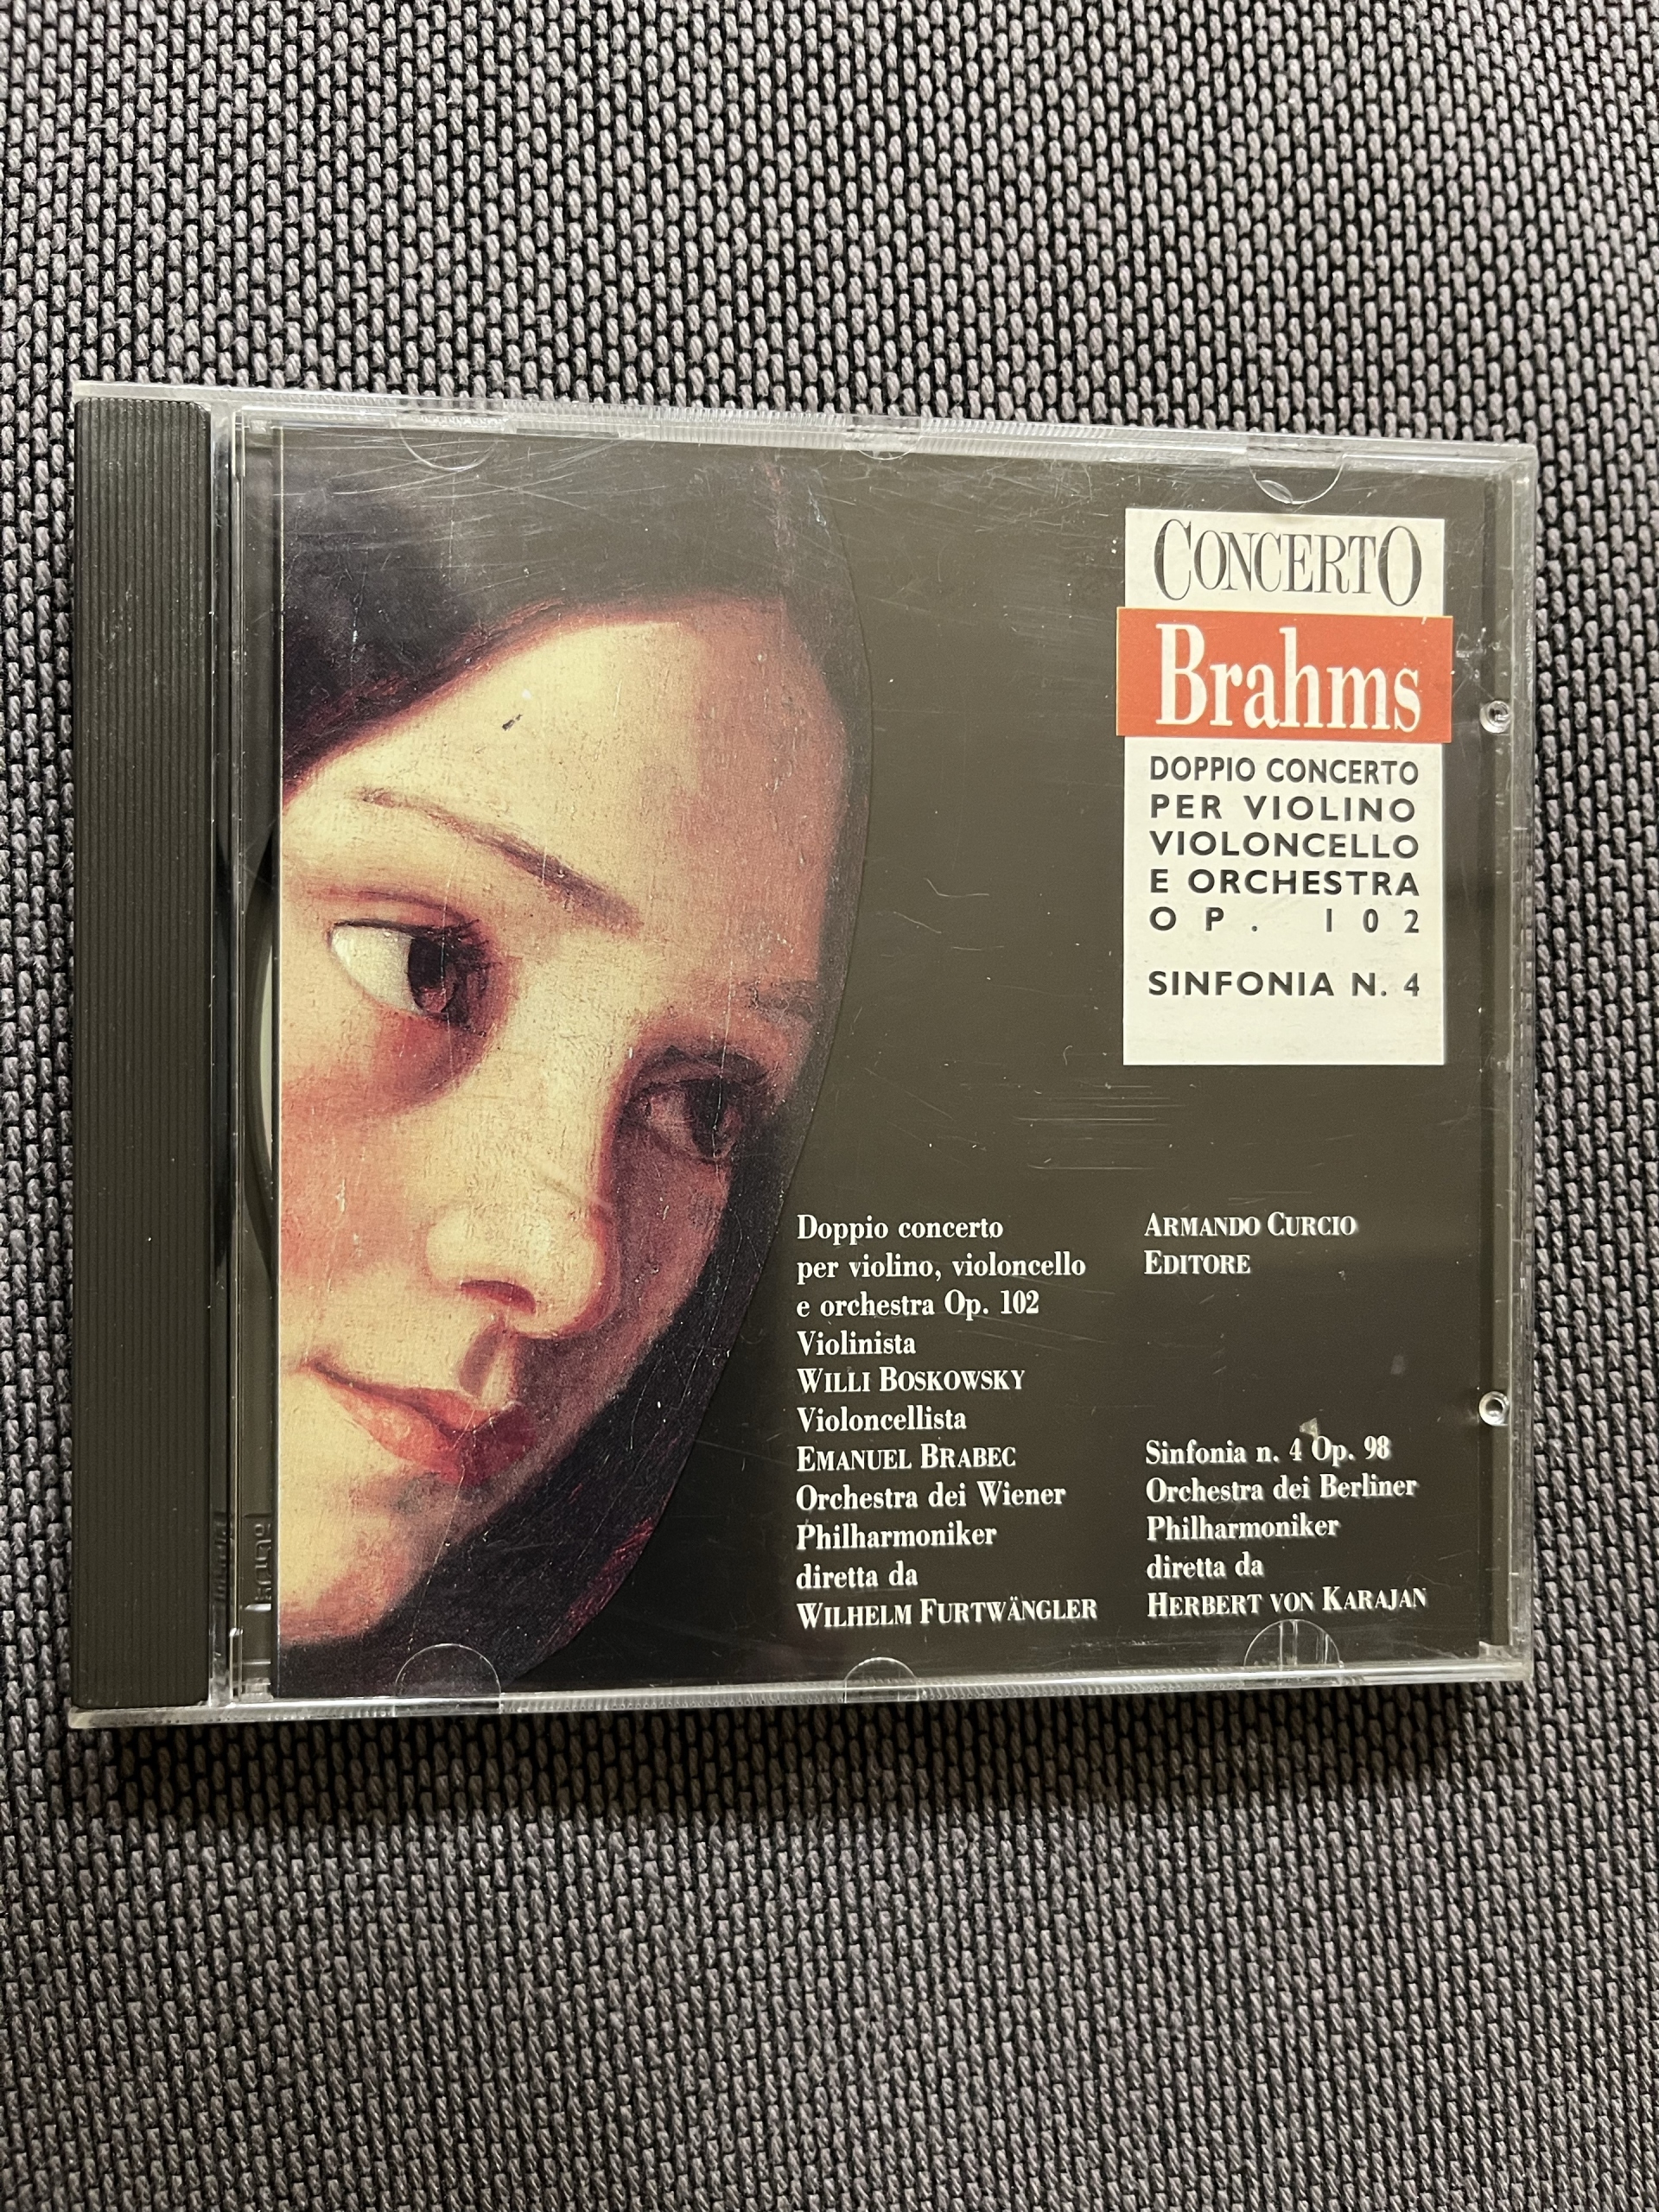 CONCERTO
Brahms
DOPPIO CONCERTO
PER VIOLINO
VIOLONCELLO
E ORCHESTRA
OP. 102
SINFONIA N. 4
Doppio concerto
per violino, violoncello
e orchestra Op. 102
Violinista
WILLI BOSKOWSKY
Violoncellista
EMANUEL BRABEC
Orchestra dei Wiener
Philharmoniker
diretta da
WILHELM FURTWÄNGLER
ARMANDO CURCIO
EDITORE
Sinfonia n. 4 Op. 98
Orchestra dei Berliner
Philharmoniker
diretta da
HERBERT VON KARAJAN